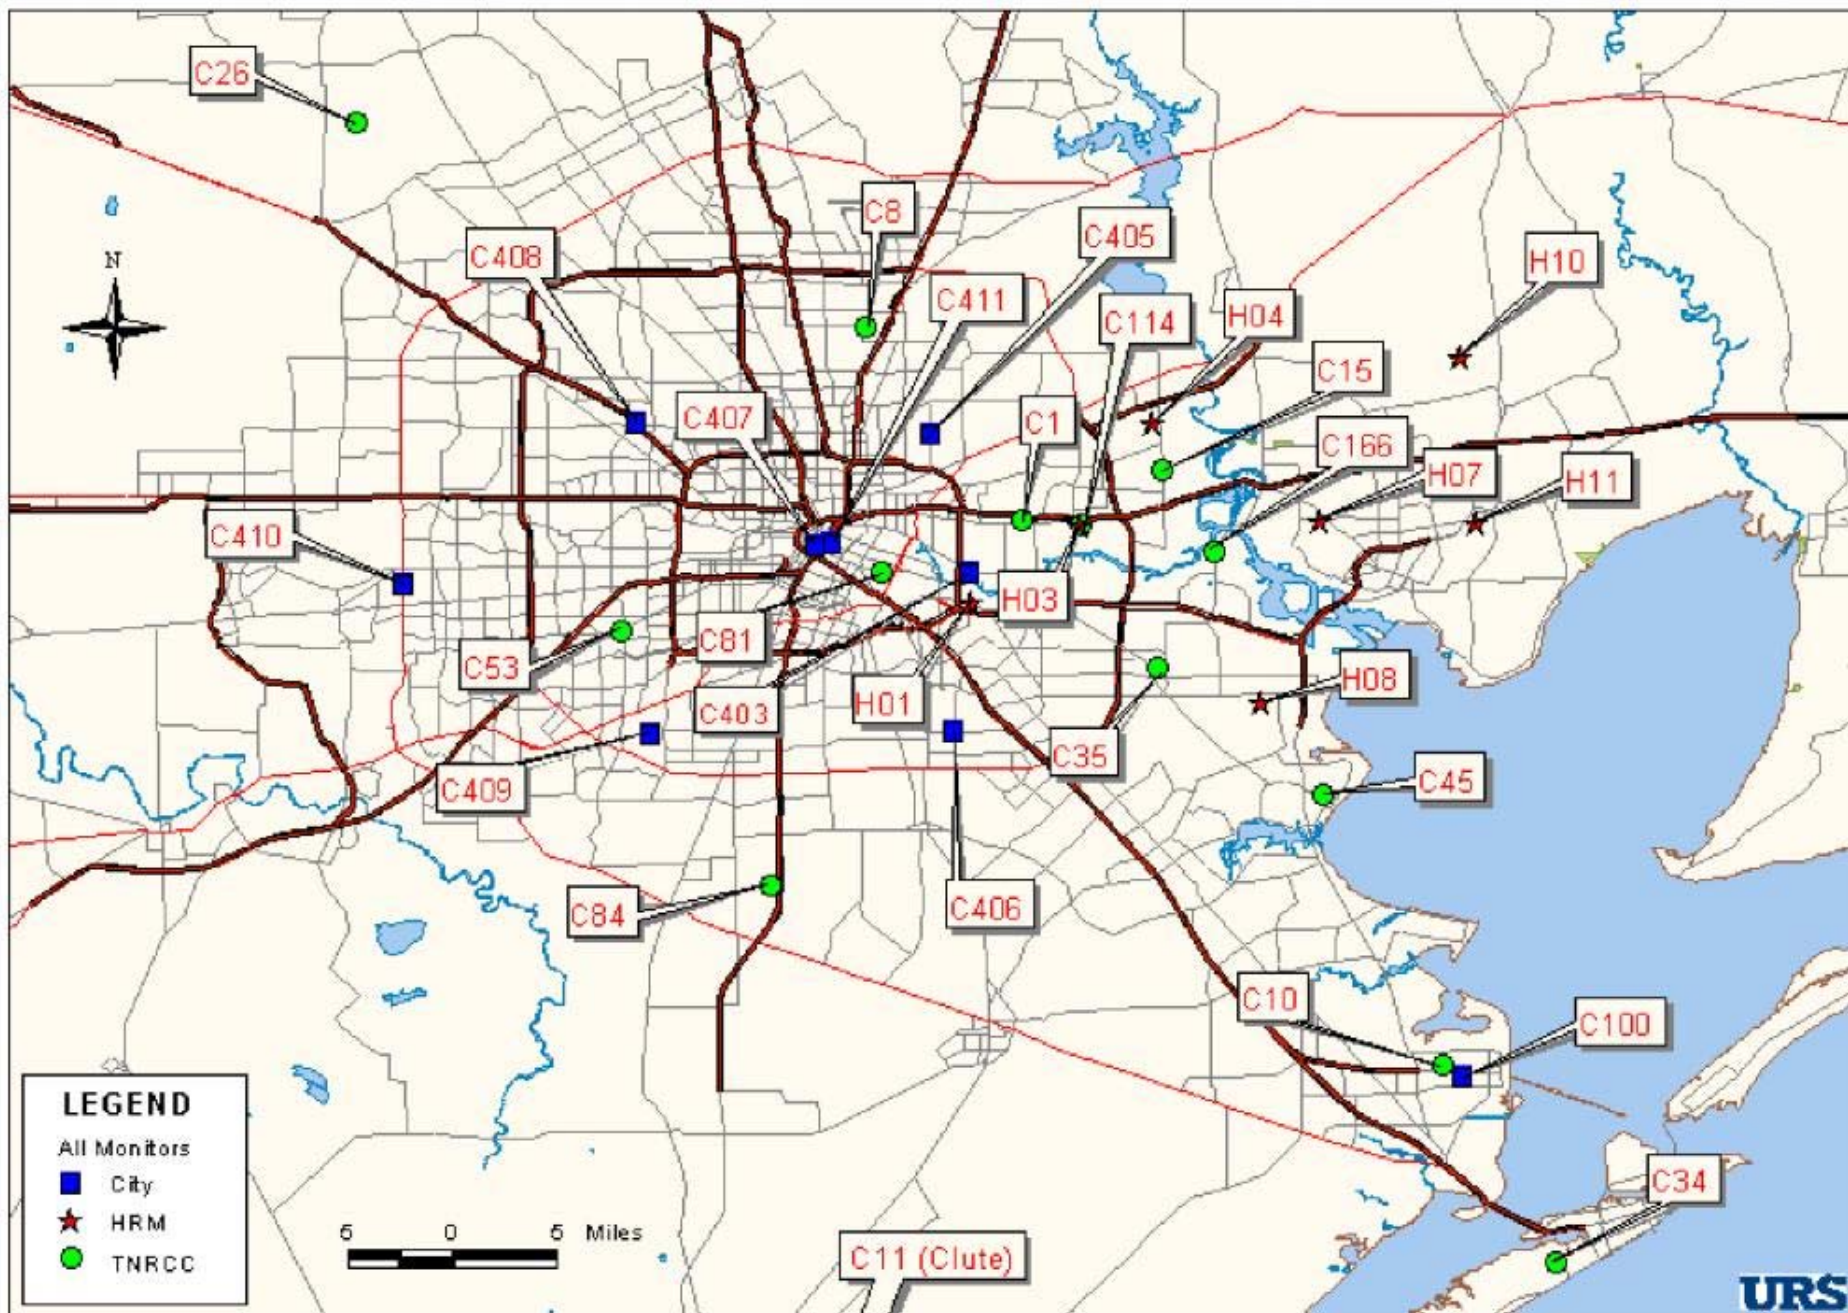 C26
C8
C405
C408
H10
N
C411
H04
C114
C15
C407
C1
C166
H07
H11
C410
H03
C81
C53
H08
C403
H01
C35
C409
C45
C84
C406
C10
C100
LEGEND
All Monitors
City
HRM
TNRCC
5 0 5 Miles
C34
C11 (Clute)
URS